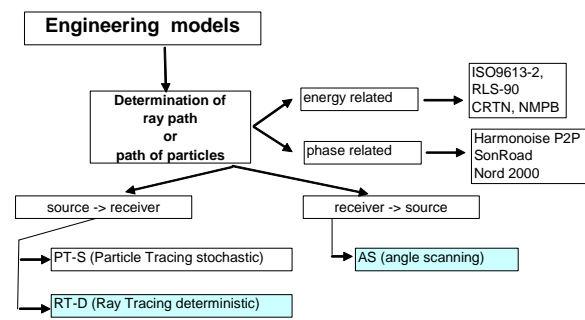 Engineering models
Determination of
ray path
or
path of particles
energy related
ISO9613-2,
RLS-90
CRTN, NMPB
phase related
Harmonoise P2P
SonRoad
Nord 2000
source -> receiver
receiver -> source
PT-S (Particle Tracing stochastic)
AS (angle scanning)
RT-D (Ray Tracing deterministic)